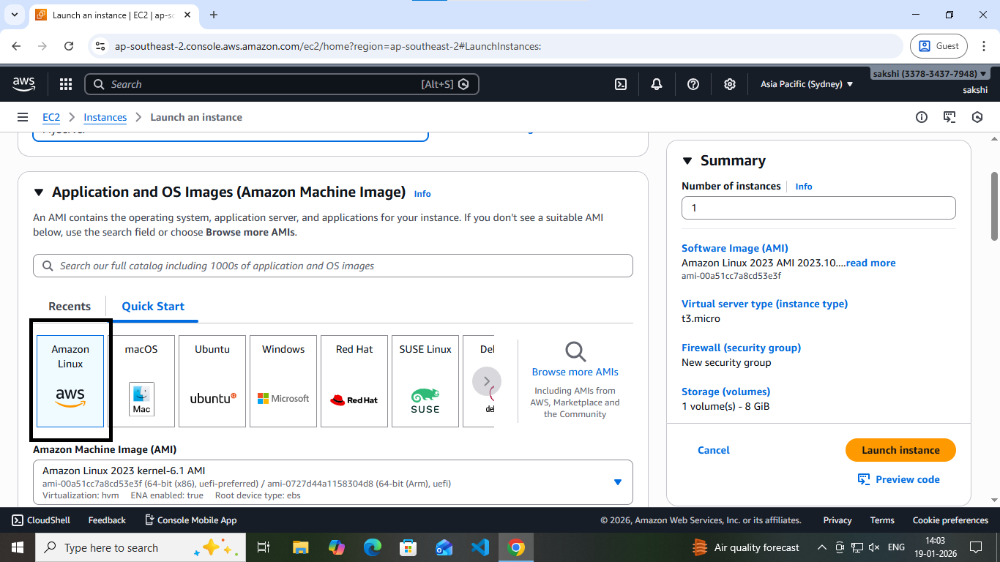 Launch an instance | EC2 | ap-so
ap-southeast-2.console.aws.amazon.com/ec2/home?region=ap-southeast-2#LaunchInstances:
Guest
aws
Search
[Alt+S]
Asia Pacific (Sydney)
sakshi (3378-3437-7948)
sakshi
EC2
Instances
Launch an instance
MyServer
Application and OS Images (Amazon Machine Image)
Info
An AMI contains the operating system, application server, and applications for your instance. If you don't see a suitable AMI
below, use the search field or choose Browse more AMIs.
Search our full catalog including 1000s of application and OS images
Recents
Quick Start
Amazon
Linux
aws
macOS
Mac
Ubuntu
ubuntu
Windows
Microsoft
Red Hat
Red Hat
SUSE Linux
SUSE
Del
del
Browse more AMIs
Including AMIs from
AWS, Marketplace and
the Community
Amazon Machine Image (AMI)
Amazon Linux 2023 kernel-6.1 AMI
ami-00a51cc7a8cd53e3f (64-bit (x86), uefi-preferred) / ami-0727d44a1158304d8 (64-bit (Arm), uefi)
Virtualization: hvm ENA enabled: true Root device type: ebs
Summary
Number of instances
Info
1
Software Image (AMI)
Amazon Linux 2023 AMI 2023.10....read more
ami-00a51cc7a8cd53e3f
Virtual server type (instance type)
t3.micro
Firewall (security group)
New security group
Storage (volumes)
1 volume(s) - 8 GiB
Cancel
Launch instance
Preview code
CloudShell
Feedback
Console Mobile App
© 2026, Amazon Web Services, Inc. or its affiliates.
Privacy
Terms
Cookie preferences
Type here to search
Air quality forecast
ENG
14:03
19-01-2026